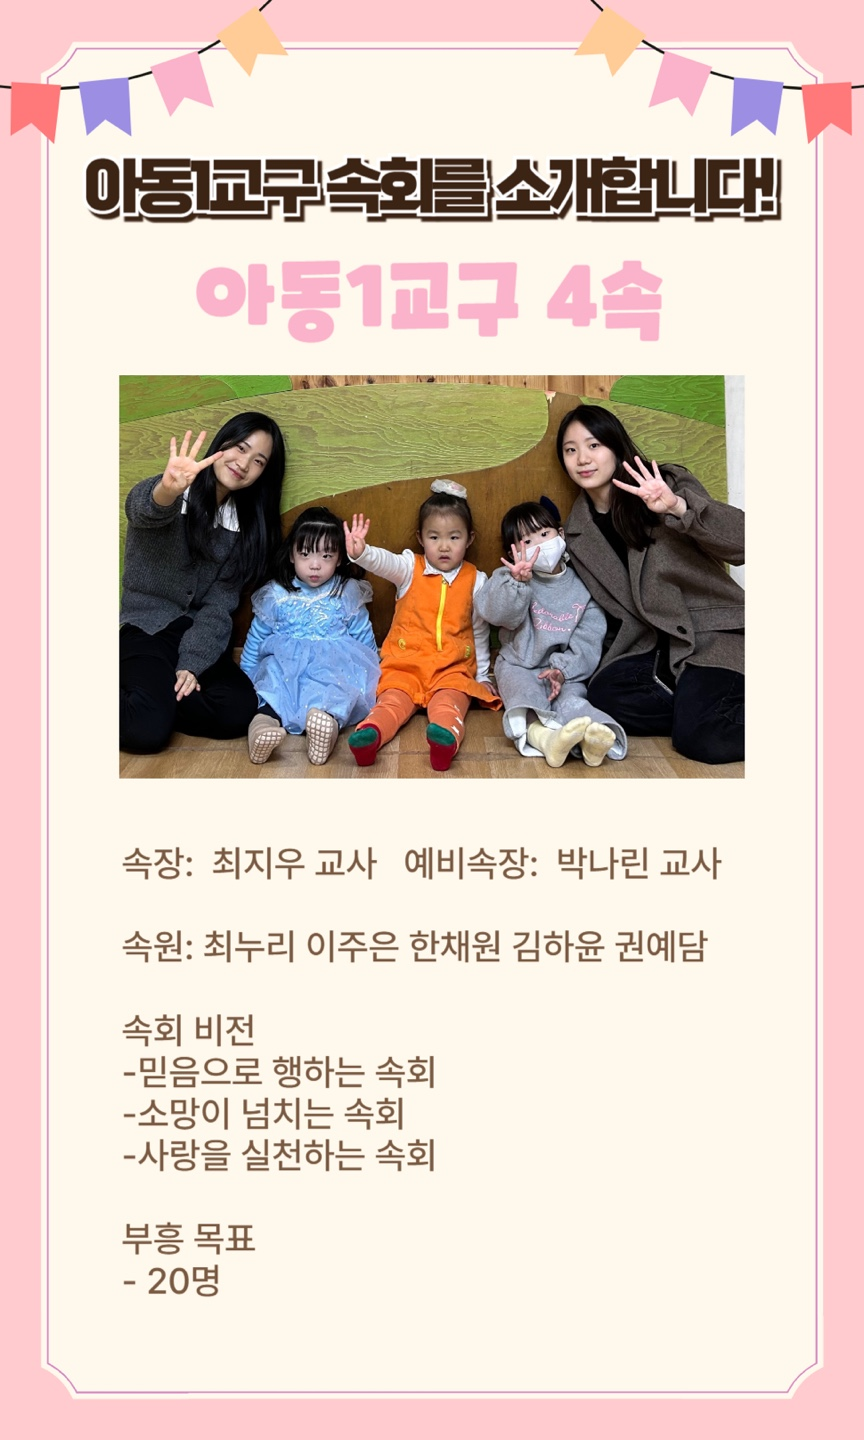 아동1교구 속회를 소개합니다!
아동1교구 4속
속장: 최지우 교사 예비속장: 박나린 교사
속원: 최누리 이주은 한채원 김하윤 권예담
속회 비전
-믿음으로 행하는 속회
-소망이 넘치는 속회
-사랑을 실천하는 속회
부흥 목표
- 20명